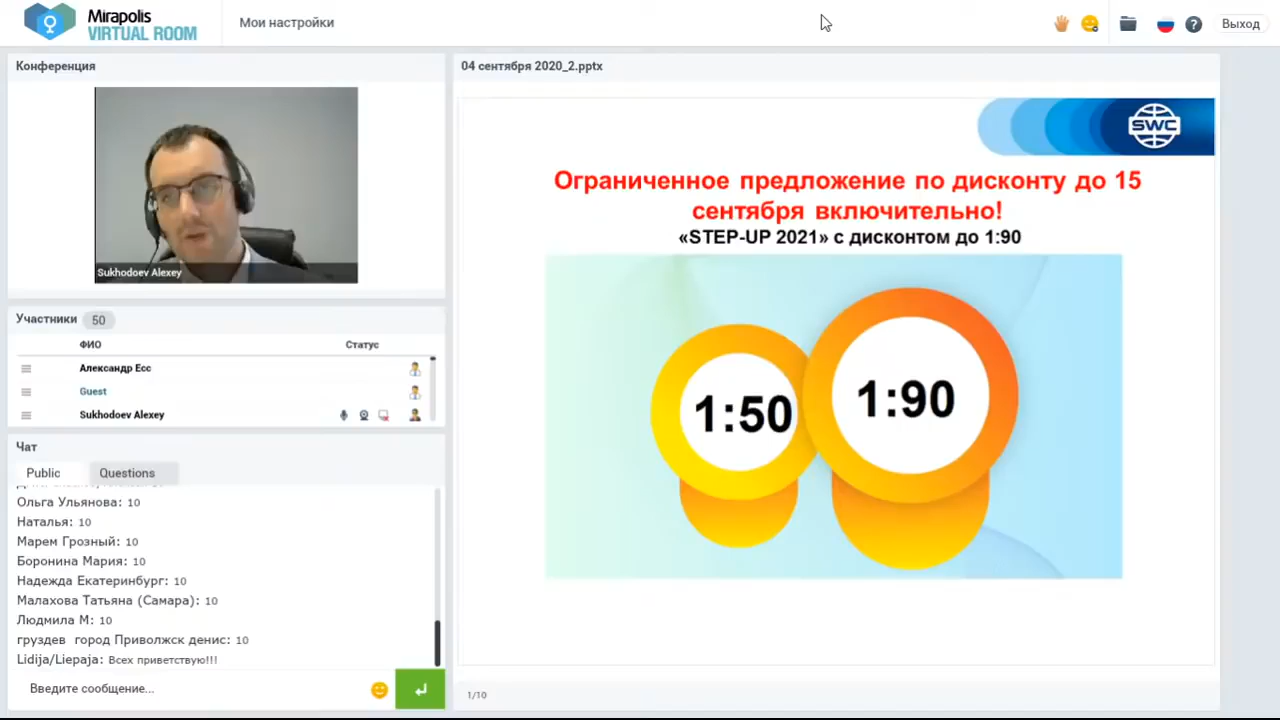 Mirapolis
VIRTUAL ROOM
Мои настройки
Выход
Конференция
Sukhodoev Alexey
Участники 50
ФИО Статус
Александр Есс
Guest
Sukhodoev Alexey
Чат
Public Questions
Ольга Ульянова: 10
Наталья: 10
Марем Грозный: 10
Боронина Мария: 10
Надежда Екатеринбург: 10
Малахова Татьяна (Самара): 10
Людмила М: 10
груздев город Приволжск денис: 10
Lidija/Liepaja: Всех приветствую!!!
Введите сообщение...
04 сентября 2020_2.pptx
SWC
Ограниченное предложение по дисконту до 15
сентября включительно!
«STEP-UP 2021» с дисконтом до 1:90
1:50
1:90
1/10